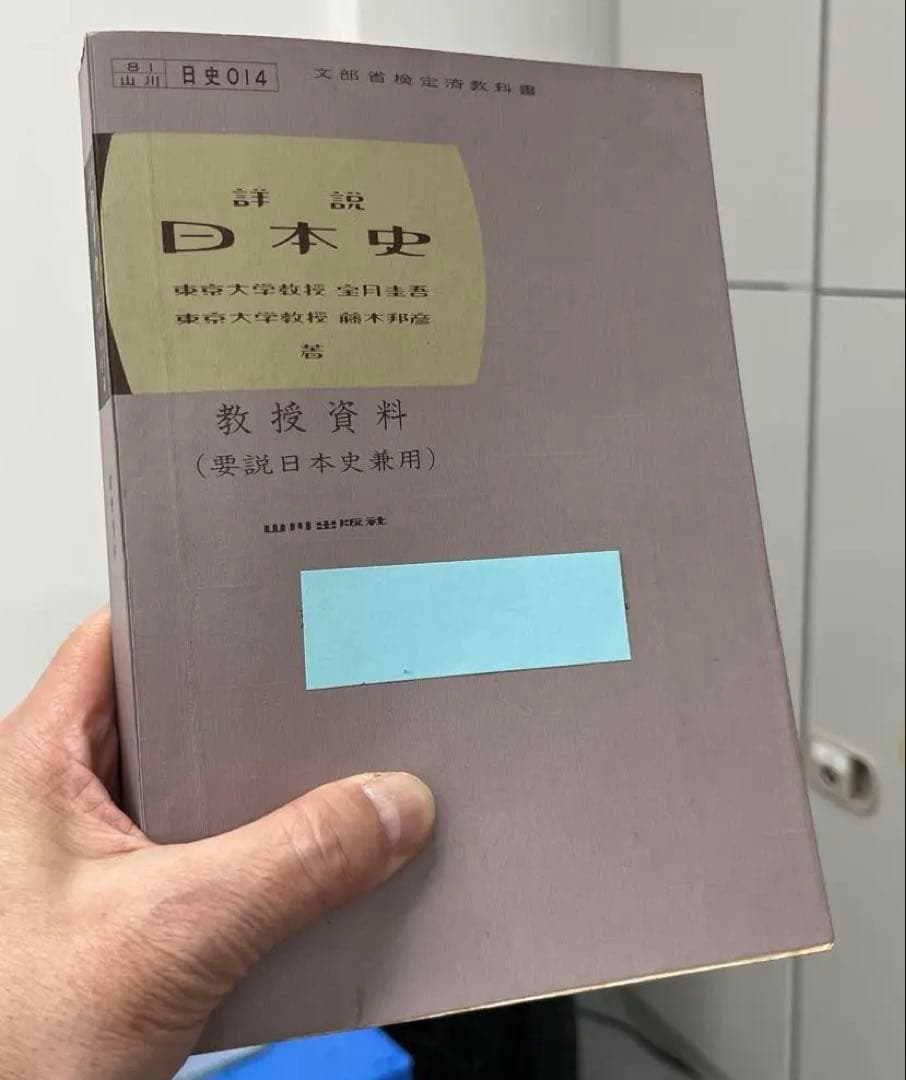 81
山川
日史014
文部省検定済教科書
詳説
日本史
東京大学教授 宝月圭吾
東京大学教授 藤木邦彦
著
教授資料
(要説日本史兼用)
山川出版社